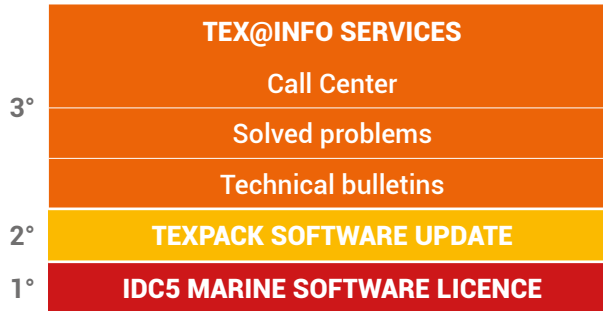 TEX@INFO SERVICES
Call Center
3°
Solved problems
Technical bulletins
2° TEXPACK SOFTWARE UPDATE
1° IDC5 MARINE SOFTWARE LICENCE